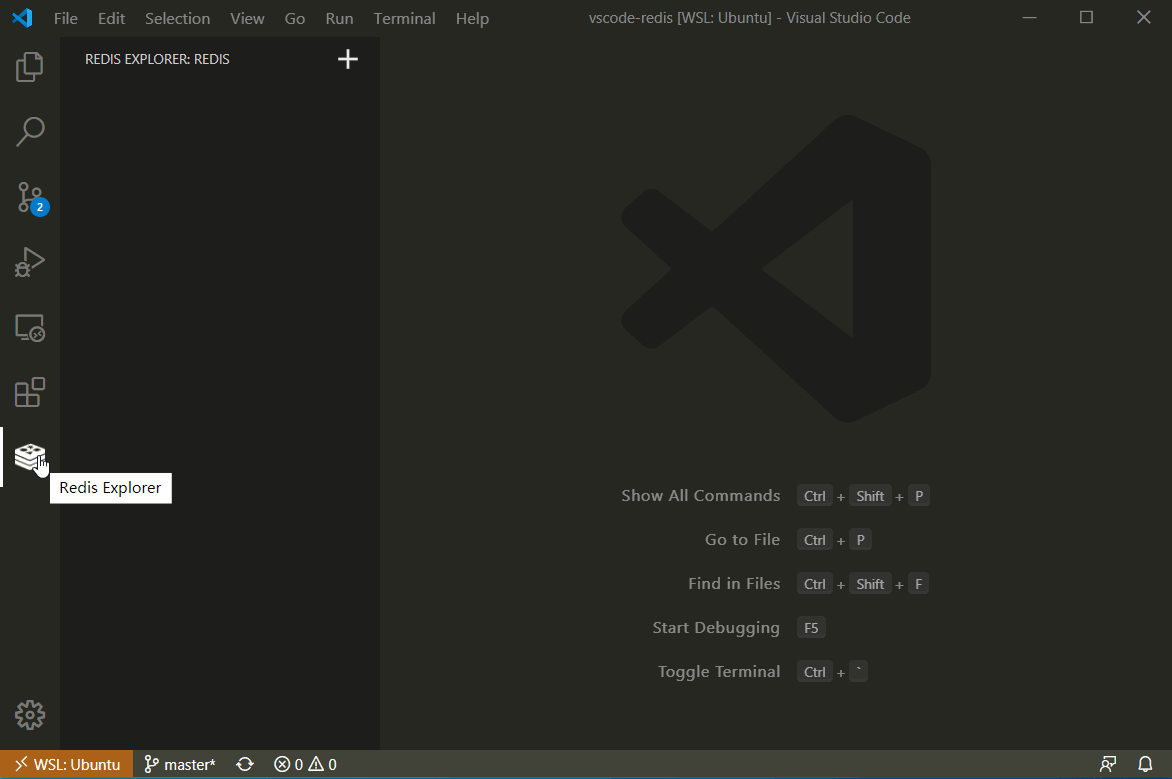 File Edit Selection View Go Run Terminal Help vscode-redis [WSL: Ubuntu] - Visual Studio Code
REDIS EXPLORER: REDIS
2
Redis Explorer
Show All Commands Ctrl + Shift + P
Go to File Ctrl + P
Find in Files Ctrl + Shift + F
Start Debugging F5
Toggle Terminal Ctrl + `
WSL: Ubuntu master* 0 0